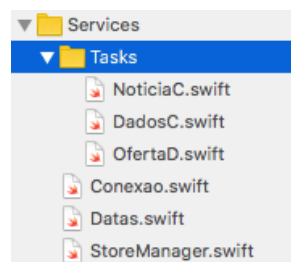 Services
Tasks
NoticiaC.swift
DadosC.swift
OfertaD.swift
Conexao.swift
Datas.swift
StoreManager.swift